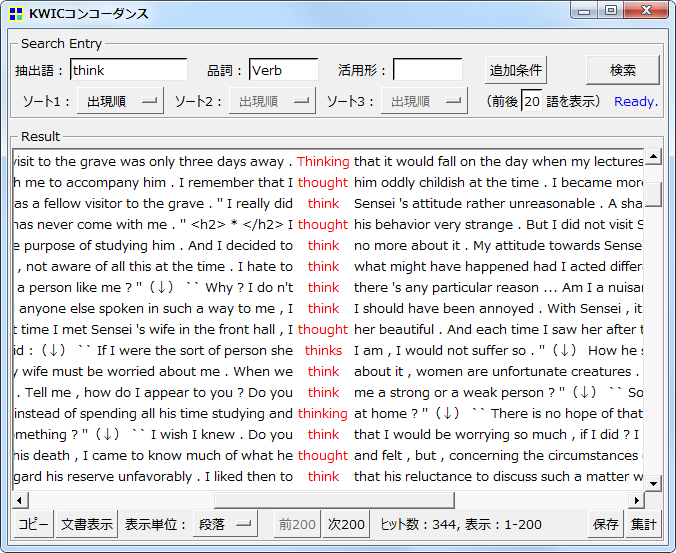 KWICコンコーダンス
Search Entry
抽出語： think 品詞： Verb 活用形： 追加条件 検索
ソート1： 出現順 ソート2： 出現順 ソート3： 出現順 （前後 20 語を表示） Ready.
Result
visit to the grave was only three days away . Thinking that it would fall on the day when my lectures
h me to accompany him . I remember that I thought him oddly childish at the time . I became more
as a fellow visitor to the grave . " I really did think Sensei 's attitude rather unreasonable . A sha
has never come with me . " <h2> * </h2> I thought his behavior very strange . But I did not visit S
e purpose of studying him . And I decided to think no more about it . My attitude towards Sensei
, not aware of all this at the time . I hate to think what might have happened had I acted differ
a person like me ? "（↓） `` Why ? I do n't think there 's any particular reason ... Am I a nuisan
anyone else spoken in such a way to me , I think I should have been annoyed . With Sensei , it
t time I met Sensei 's wife in the front hall , I thought her beautiful . And each time I saw her after t
id :（↓） `` If I were the sort of person she thinks I am , I would not suffer so . "（↓） How he s
y wife must be worried about me . When we think about it , women are unfortunate creatures .
. Tell me , how do I appear to you ? Do you think me a strong or a weak person ? "（↓） `` So
instead of spending all his time studying and thinking at home ? "（↓） `` There is no hope of that
omething ? "（↓） `` I wish I knew . Do you think that I would be worrying so much , if I did ? I
his death , I came to know much of what he thought and felt , but , concerning the circumstances
gard his reserve unfavorably . I liked then to think that his reluctance to discuss such a matter w
コピー 文書表示 表示単位： 段落 前200 次200 ヒット数：344, 表示：1-200 保存 集計